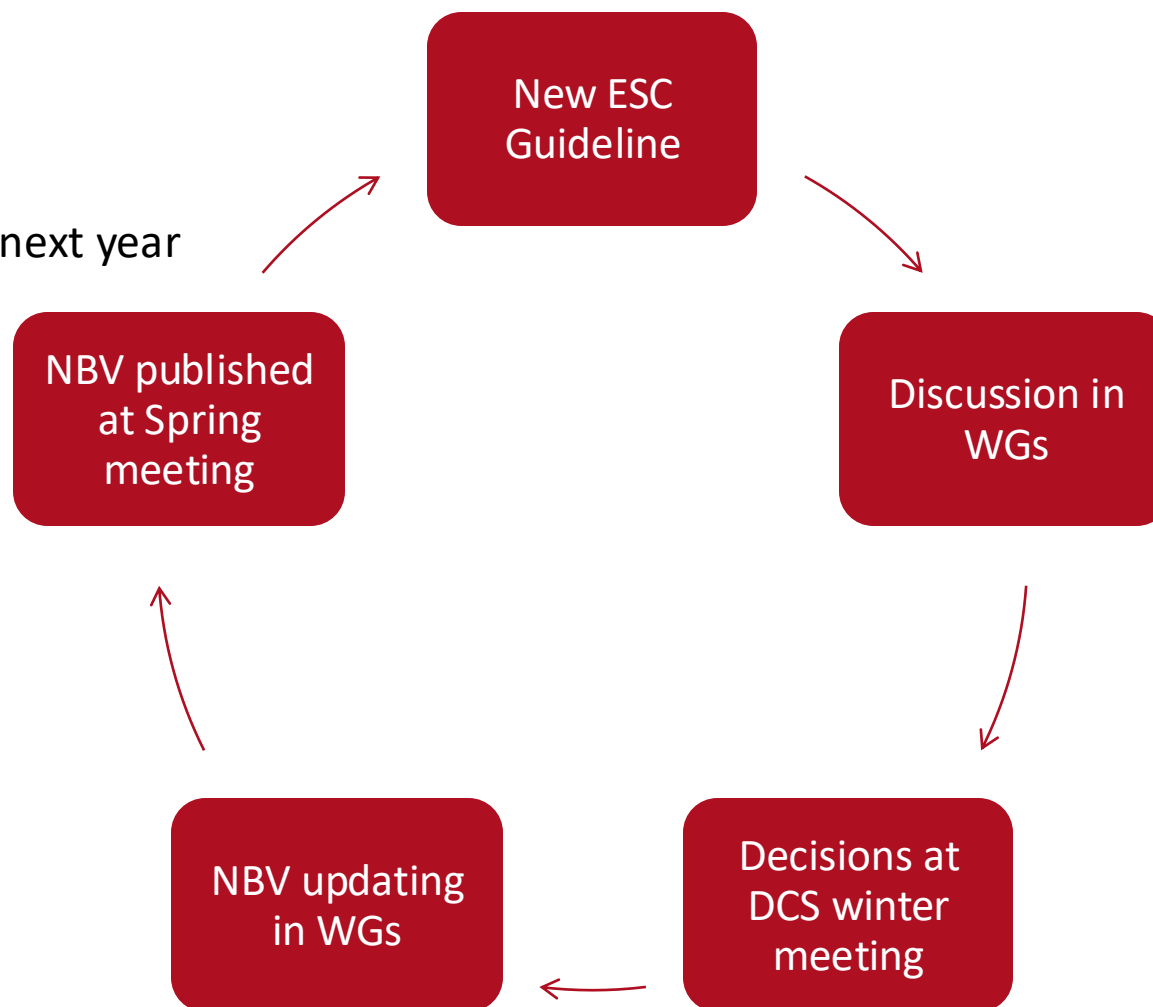 New ESC
Guideline
next year
NBV published
at Spring
meeting
Discussion in
WGs
NBV updating
in WGs
Decisions at
DCS winter
meeting